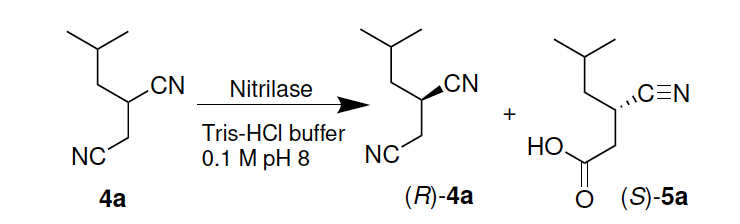 CN
NC
4a
Nitrilase
Tris-HCl buffer
0.1 M pH 8
CN
NC
(R)-4a
+
C≡N
HO
O
(S)-5a